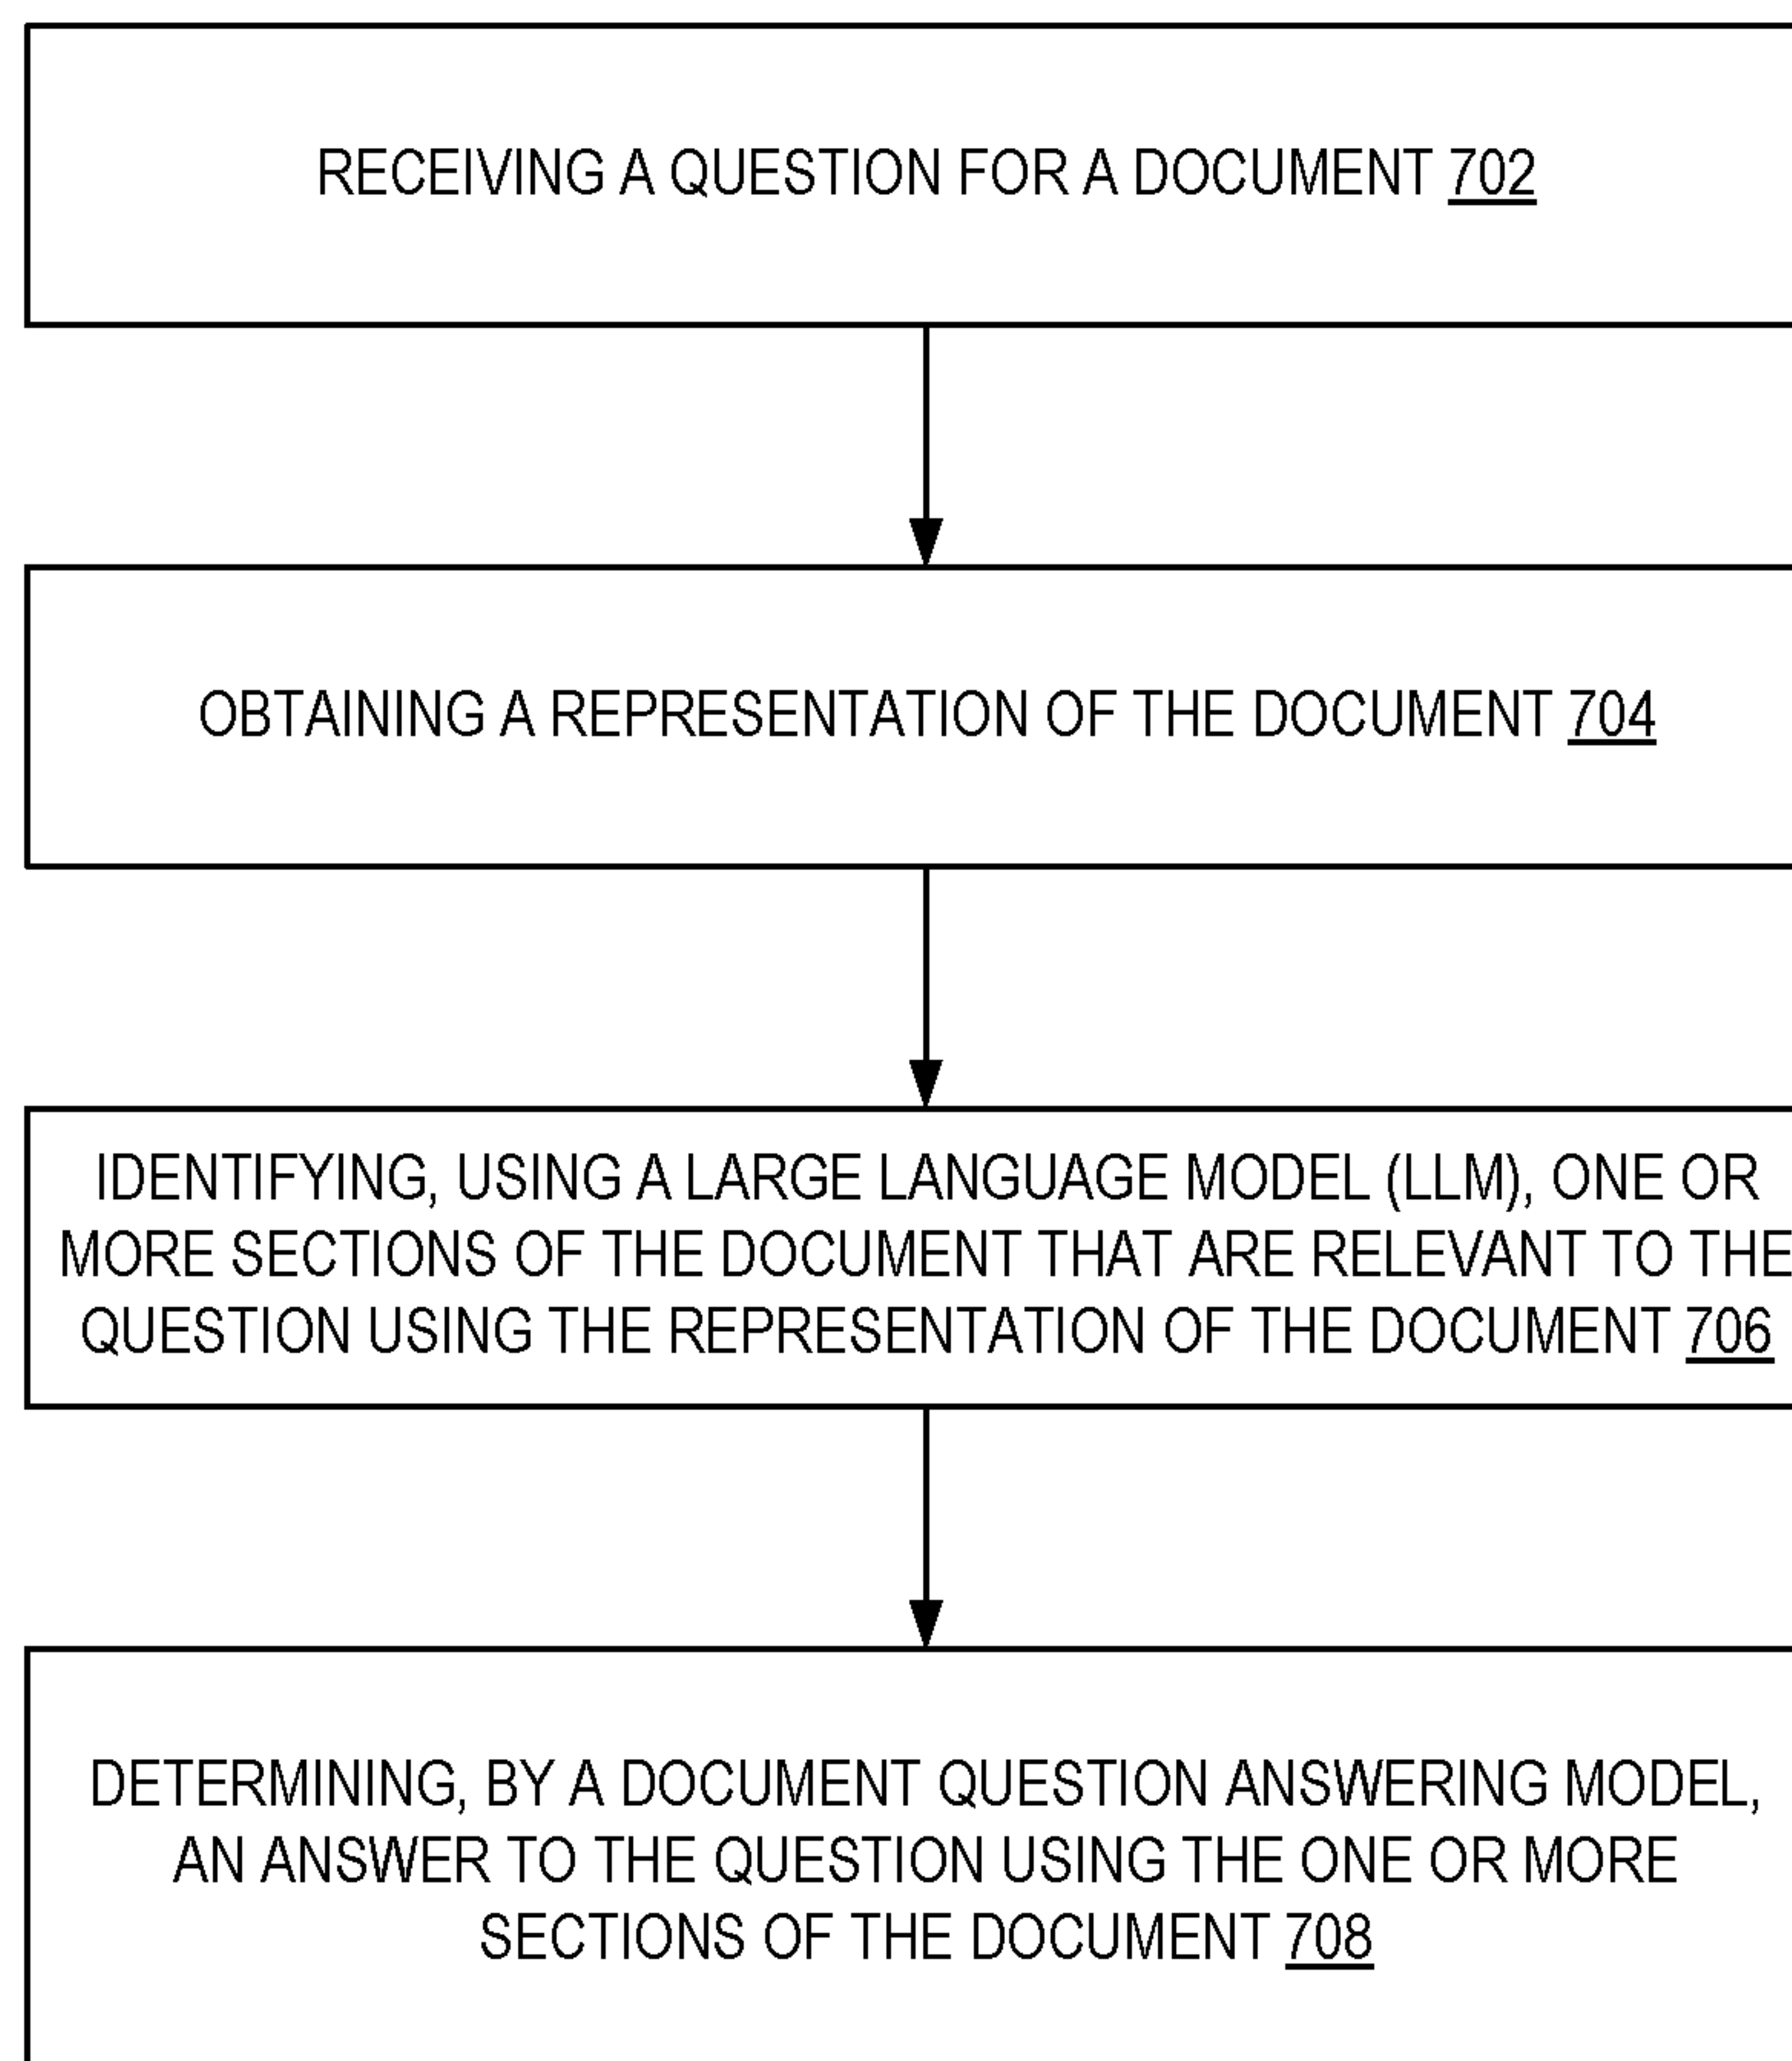 RECEIVING A QUESTION FOR A DOCUMENT 702
OBTAINING A REPRESENTATION OF THE DOCUMENT 704
IDENTIFYING, USING A LARGE LANGUAGE MODEL (LLM), ONE OR
MORE SECTIONS OF THE DOCUMENT THAT ARE RELEVANT TO THE
QUESTION USING THE REPRESENTATION OF THE DOCUMENT 706
DETERMINING, BY A DOCUMENT QUESTION ANSWERING MODEL,
AN ANSWER TO THE QUESTION USING THE ONE OR MORE
SECTIONS OF THE DOCUMENT 708